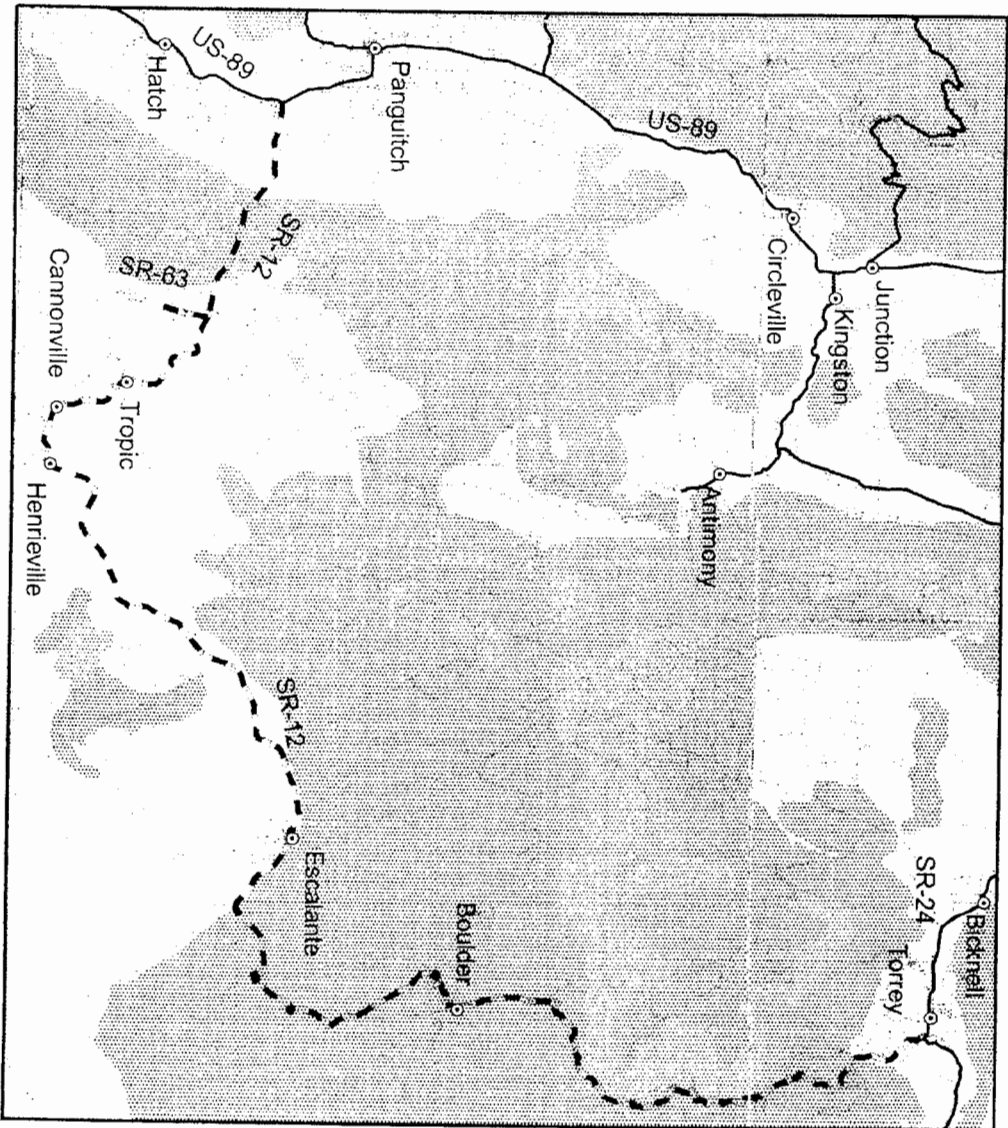 Hatch
US-89
Panguitch
US-89
Circleville
Junction
Kingston
SR-12
SR-63
Cannonville
Tropic
Henrieville
Antimony
SR-12
Escalante
Boulder
SR-24
Bicknell
Torrey